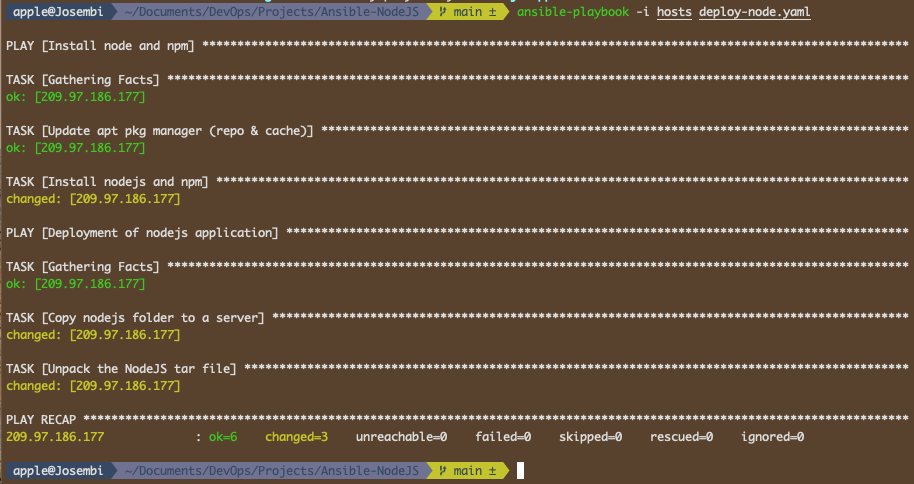 apple@Josembi ~/Documents/DevOps/Projects/Ansible-NodeJS main ± ansible-playbook -i hosts deploy-node.yaml
PLAY [Install node and npm] *****************************************************************************************************
TASK [Gathering Facts] **********************************************************************************************************
ok: [209.97.186.177]
TASK [Update apt pkg manager (repo & cache)] ************************************************************************************
ok: [209.97.186.177]
TASK [Install nodejs and npm] ***************************************************************************************************
changed: [209.97.186.177]
PLAY [Deployment of nodejs application] *****************************************************************************************
TASK [Gathering Facts] **********************************************************************************************************
ok: [209.97.186.177]
TASK [Copy nodejs folder to a server] *******************************************************************************************
changed: [209.97.186.177]
TASK [Unpack the NodeJS tar file] ***********************************************************************************************
changed: [209.97.186.177]
PLAY RECAP **********************************************************************************************************************
209.97.186.177 : ok=6 changed=3 unreachable=0 failed=0 skipped=0 rescued=0 ignored=0
apple@Josembi ~/Documents/DevOps/Projects/Ansible-NodeJS main ±